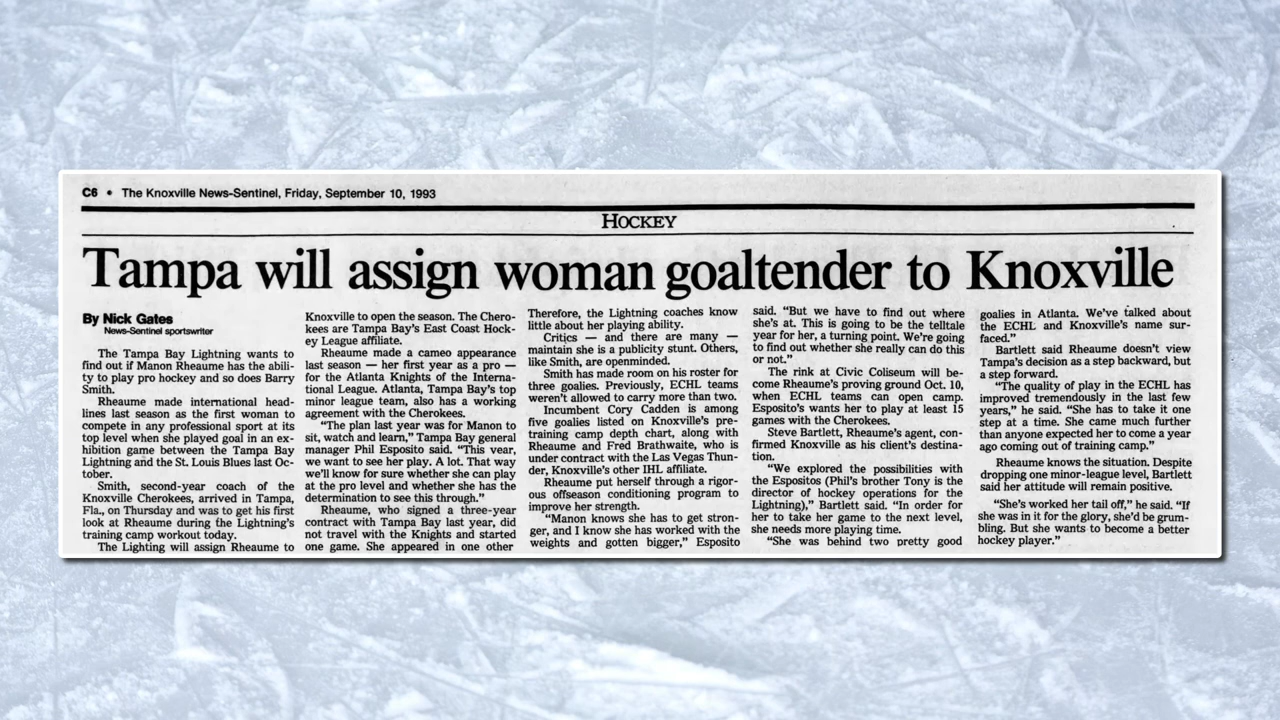 C6 • The Knoxville News-Sentinel, Friday, September 10, 1993
HOCKEY
Tampa will assign woman goaltender to Knoxville
By Nick Gates
News-Sentinel sportswriter
The Tampa Bay Lightning wants to
find out if Manon Rheaume has the abili-
ty to play pro hockey and so does Barry
Smith.
Rheaume made international head-
lines last season as the first woman to
compete in any professional sport at its
top level when she played goal in an ex-
hibition game between the Tampa Bay
Lightning and the St. Louis Blues last Oc-
tober.
Smith, second-year coach of the
Knoxville Cherokees, arrived in Tampa,
Fla., on Thursday and was to get his first
look at Rheaume during the Lightning's
training camp workout today.
The Lighting will assign Rheaume to
Knoxville to open the season. The Chero-
kees are Tampa Bay's East Coast Hock-
ey League affiliate.
Rheaume made a cameo appearance
last season — her first year as a pro —
for the Atlanta Knights of the Interna-
tional League. Atlanta, Tampa Bay's top
minor league team, also has a working
agreement with the Cherokees.
"The plan last year was for Manon to
sit, watch and learn," Tampa Bay general
manager Phil Esposito said. "This year,
we want to see her play. A lot. That way
we'll know for sure whether she can play
at the pro level and whether she has the
determination to see this through."
Rheaume, who signed a three-year
contract with Tampa Bay last year, did
not travel with the Knights and started
one game. She appeared in one other
Therefore, the Lightning coaches know
little about her playing ability.
Critics — and there are many —
maintain she is a publicity stunt. Others,
like Smith, are openminded.
Smith has made room on his roster for
three goalies. Previously, ECHL teams
weren't allowed to carry more than two.
Incumbent Cory Cadden is among
five goalies listed on Knoxville's pre-
training camp depth chart, along with
Rheaume and Fred Brathwaite, who is
under contract with the Las Vegas Thun-
der, Knoxville's other IHL affiliate.
Rheaume put herself through a rigor-
ous offseason conditioning program to
improve her strength.
"Manon knows she has to get stron-
ger, and I know she has worked with the
weights and gotten bigger," Esposito
said. "But we have to find out where
she's at. This is going to be the telltale
year for her, a turning point. We're going
to find out whether she really can do this
or not."
The rink at Civic Coliseum will be-
come Rheaume's proving ground Oct. 10,
when ECHL teams can open camp.
Esposito's wants her to play at least 15
games with the Cherokees.
Steve Bartlett, Rheaume's agent, con-
firmed Knoxville as his client's destina-
tion.
"We explored the possibilities with
the Espositos (Phil's brother Tony is the
director of hockey operations for the
Lightning)," Bartlett said. "In order for
her to take her game to the next level,
she needs more playing time.
"She was behind two pretty good
goalies in Atlanta. We've talked about
the ECHL and Knoxville's name sur-
faced."
Bartlett said Rheaume doesn't view
Tampa's decision as a step backward, but
a step forward.
"The quality of play in the ECHL has
improved tremendously in the last few
years," he said. "She has to take it one
step at a time. She came much further
than anyone expected her to come a year
ago coming out of training camp."
Rheaume knows the situation. Despite
dropping one minor-league level, Bartlett
said her attitude will remain positive.
"She's worked her tail off," he said. "If
she was in it for the glory, she'd be grum-
bling. But she wants to become a better
hockey player."